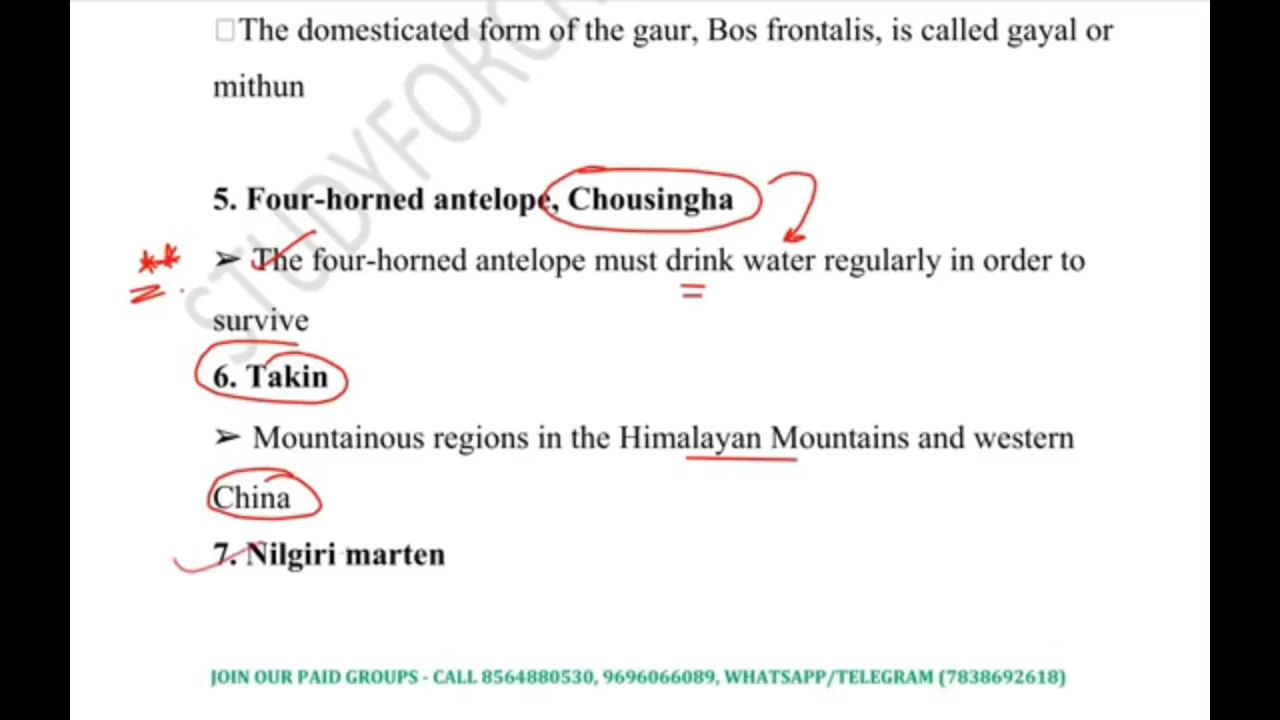 □The domesticated form of the gaur, Bos frontalis, is called gayal or
mithun
5. Four-horned antelope, Chousingha
➢ The four-horned antelope must drink water regularly in order to
survive
6. Takin
➢ Mountainous regions in the Himalayan Mountains and western
China
7. Nilgiri marten
JOIN OUR PAID GROUPS - CALL 8564880530, 9696066089, WHATSAPP/TELEGRAM (7838692618)
STUDYFORC